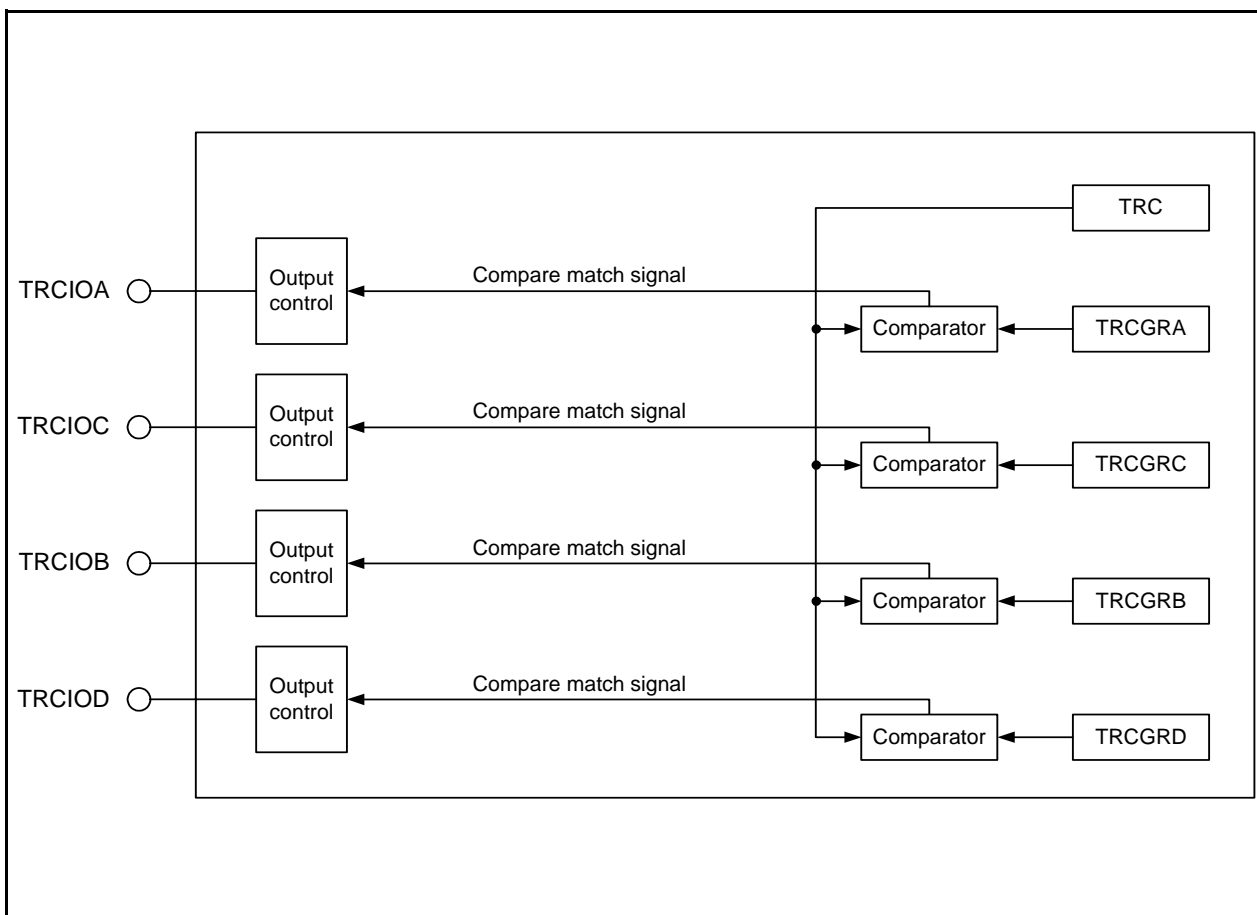 TRC
TRCIOA
Output
control
Compare match signal
Comparator
TRCGRA
TRCIOC
Output
control
Compare match signal
Comparator
TRCGRC
TRCIOB
Output
control
Compare match signal
Comparator
TRCGRB
TRCIOD
Output
control
Compare match signal
Comparator
TRCGRD